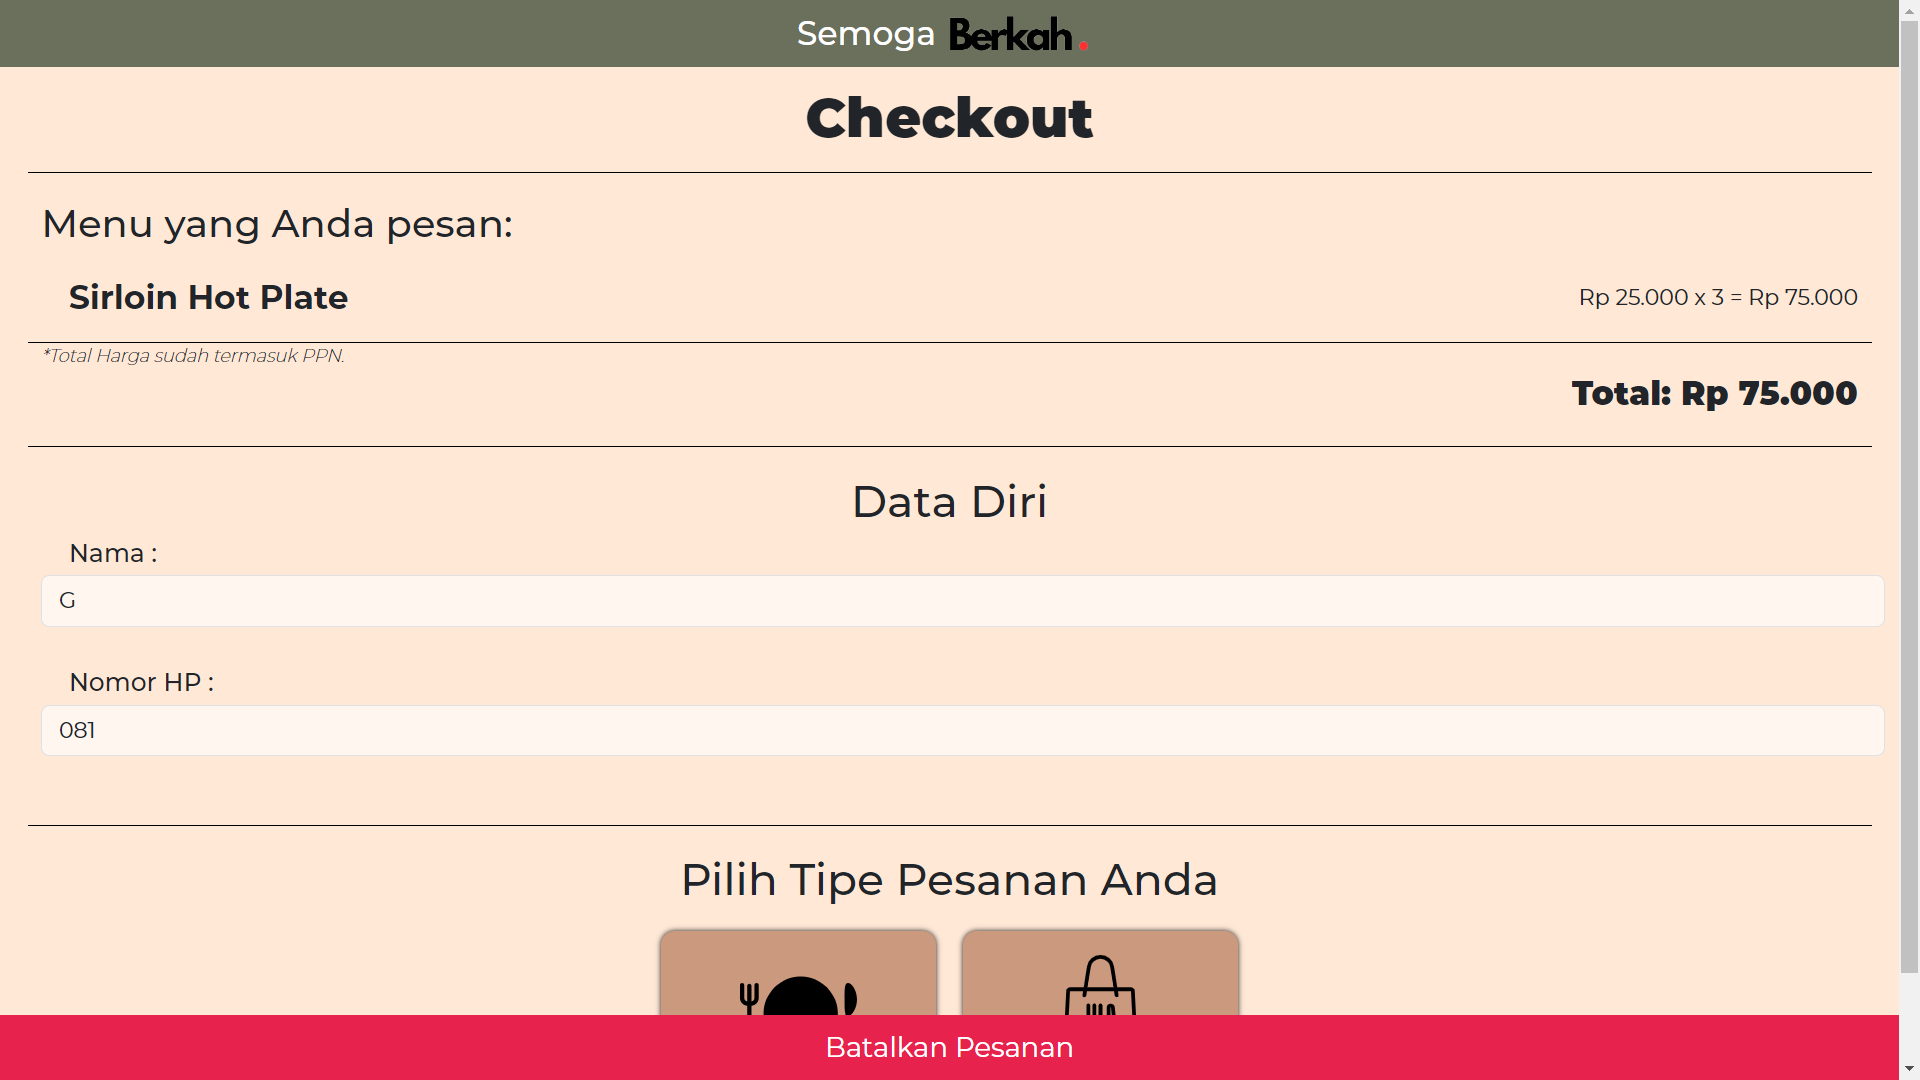 Semoga Berkah.
Checkout
Menu yang Anda pesan:
Sirloin Hot Plate
Rp 25.000 x 3 = Rp 75.000
*Total Harga sudah termasuk PPN.
Total: Rp 75.000
Data Diri
Nama :
G
Nomor HP :
081
Pilih Tipe Pesanan Anda
Batalkan Pesanan